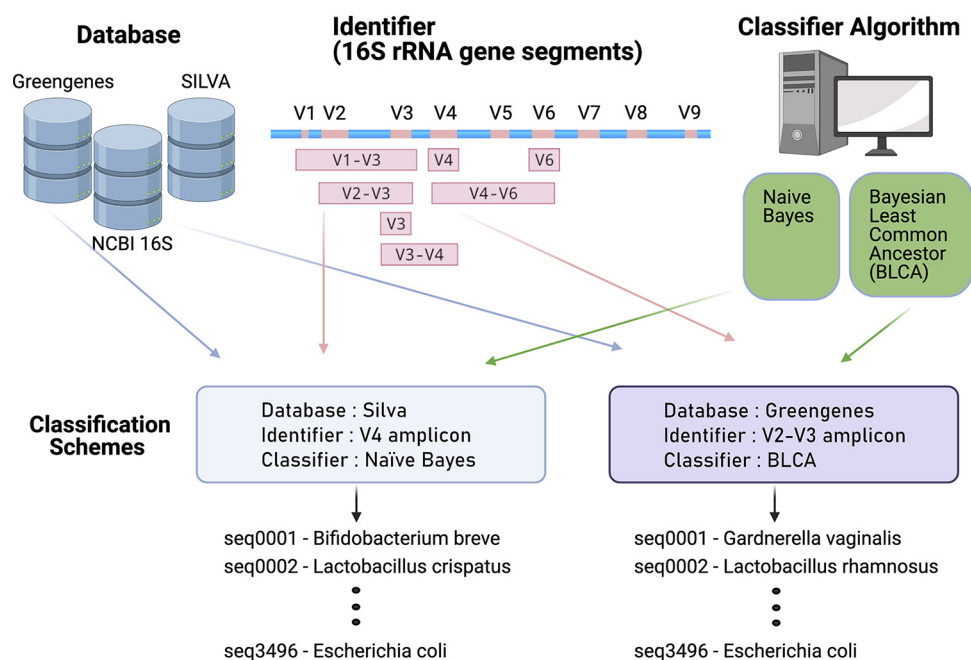 Database
Greengenes
SILVA
NCBI 16S
Identifier
(16S rRNA gene segments)
V1 V2 V3 V4 V5 V6 V7 V8 V9
V1-V3
V4
V6
V2-V3
V4-V6
V3
V3-V4
Classifier Algorithm
Naive
Bayes
Bayesian
Least
Common
Ancestor
(BLCA)
Classification
Schemes
Database : Silva
Identifier : V4 amplicon
Classifier : Naïve Bayes
seq0001 - Bifidobacterium breve
seq0002 - Lactobacillus crispatus
seq3496 - Escherichia coli
Database : Greengenes
Identifier : V2-V3 amplicon
Classifier : BLCA
seq0001 - Gardnerella vaginalis
seq0002 - Lactobacillus rhamnosus
seq3496 - Escherichia coli